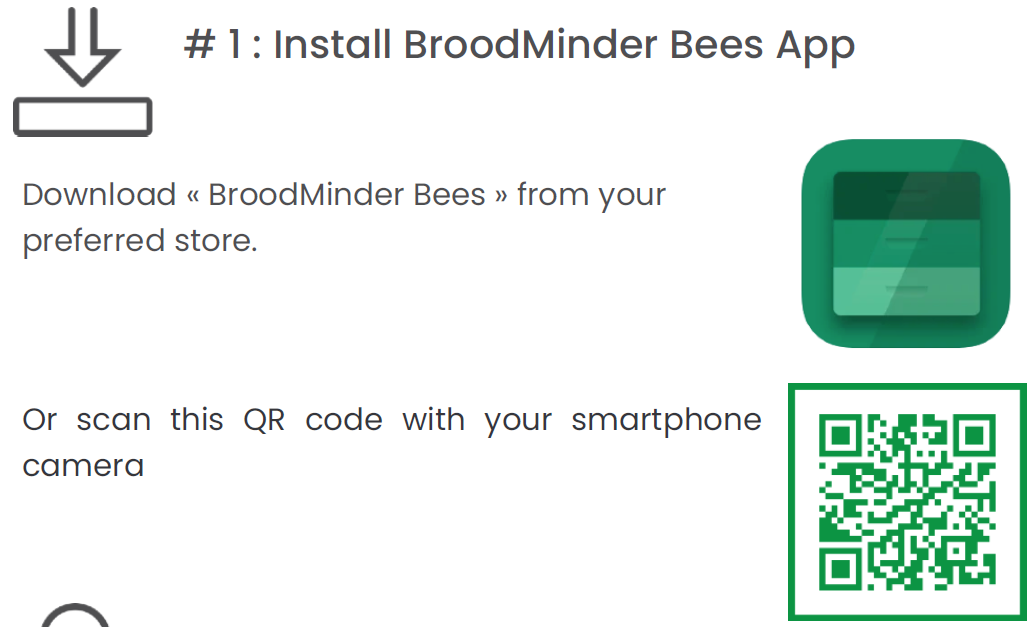 # 1 : Install BroodMinder Bees App
Download « BroodMinder Bees » from your
preferred store.
Or scan this QR code with your smartphone
camera